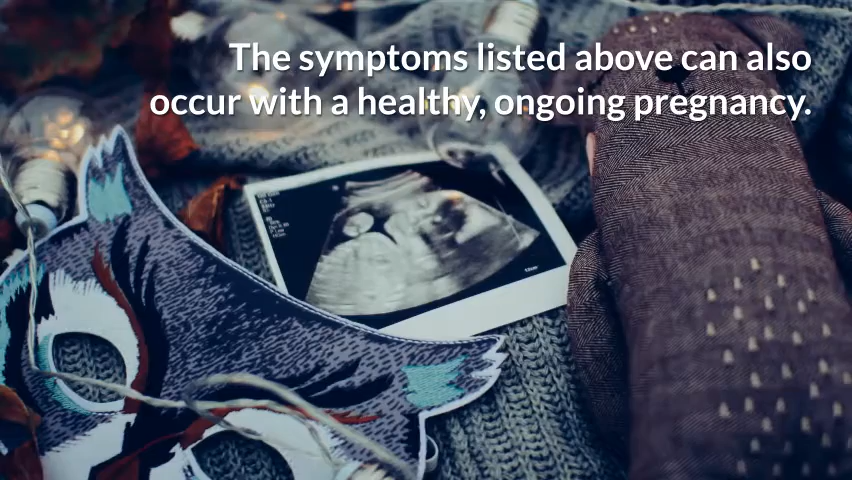 The symptoms listed above can also
occur with a healthy, ongoing pregnancy.